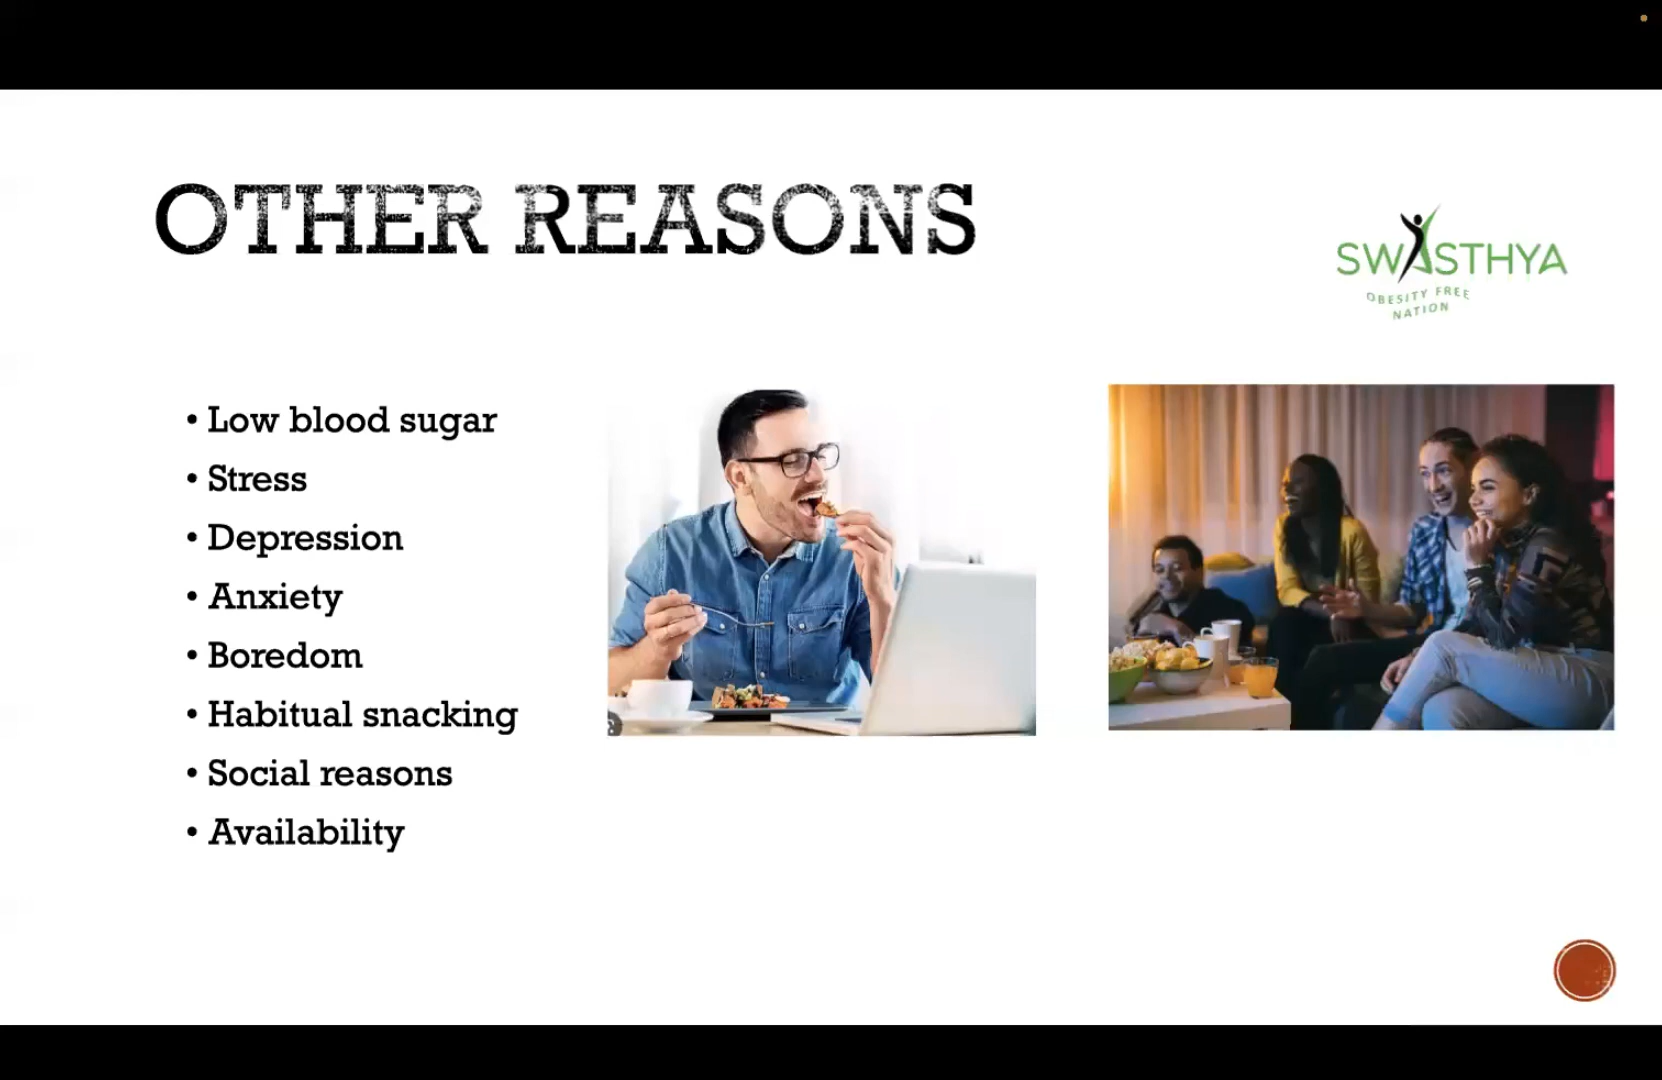 OTHER REASONS
SWASTHYA
OBESITY FREE
NATION
• Low blood sugar
• Stress
• Depression
• Anxiety
• Boredom
• Habitual snacking
• Social reasons
• Availability